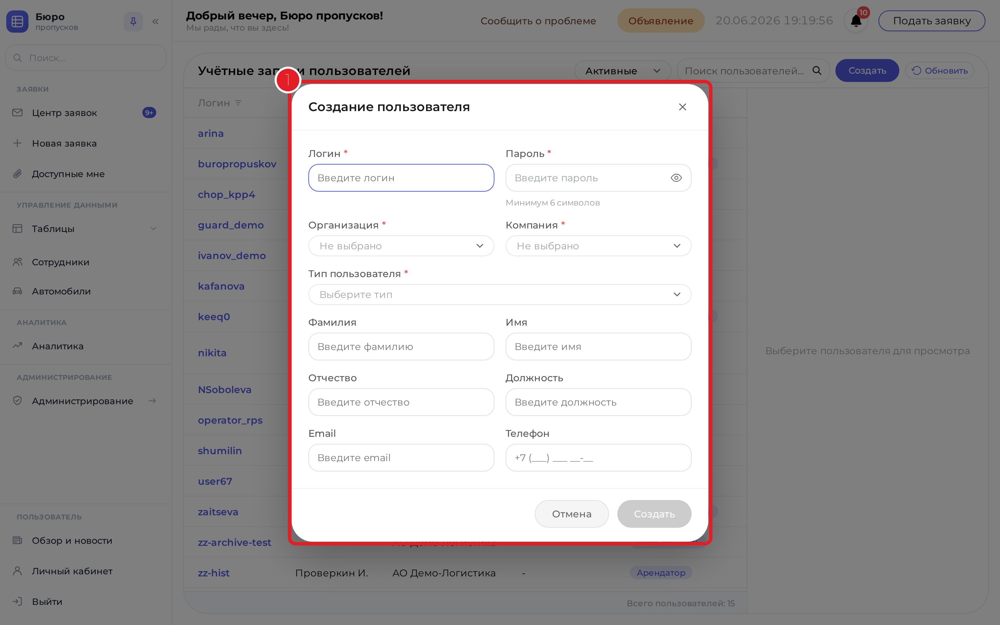 Бюро
пропусков
Поиск...
ЗАЯВКИ
Центр заявок 9+
Новая заявка
Доступные мне
УПРАВЛЕНИЕ ДАННЫМИ
Таблицы
Сотрудники
Автомобили
АНАЛИТИКА
Аналитика
АДМИНИСТРИРОВАНИЕ
Администрирование
ПОЛЬЗОВАТЕЛЬ
Обзор и новости
Личный кабинет
Выйти
Добрый вечер, Бюро пропусков!
Мы рады, что вы здесь!
Сообщить о проблеме
Объявление
20.06.2026 19:19:56
10
Подать заявку
Учётные пользователей
Активные
Поиск пользователей...
Создать
Обновить
1
Логин
arina
buropropuskov
chop_kpp4
guard_demo
ivanov_demo
kafanova
keeq0
nikita
NSoboleva
operator_rps
shumilin
user67
zaitseva
zz-archive-test
zz-hist Проверкин И. АО Демо-Логистика - Арендатор
Всего пользователей: 15
Выберите пользователя для просмотра
Создание пользователя
Логин * Пароль *
Введите логин Введите пароль
Минимум 6 символов
Организация * Компания *
Не выбрано Не выбрано
Тип пользователя *
Выберите тип
Фамилия Имя
Введите фамилию Введите имя
Отчество Должность
Введите отчество Введите должность
Email Телефон
Введите email +7 (___) ___ __-__
Отмена Создать